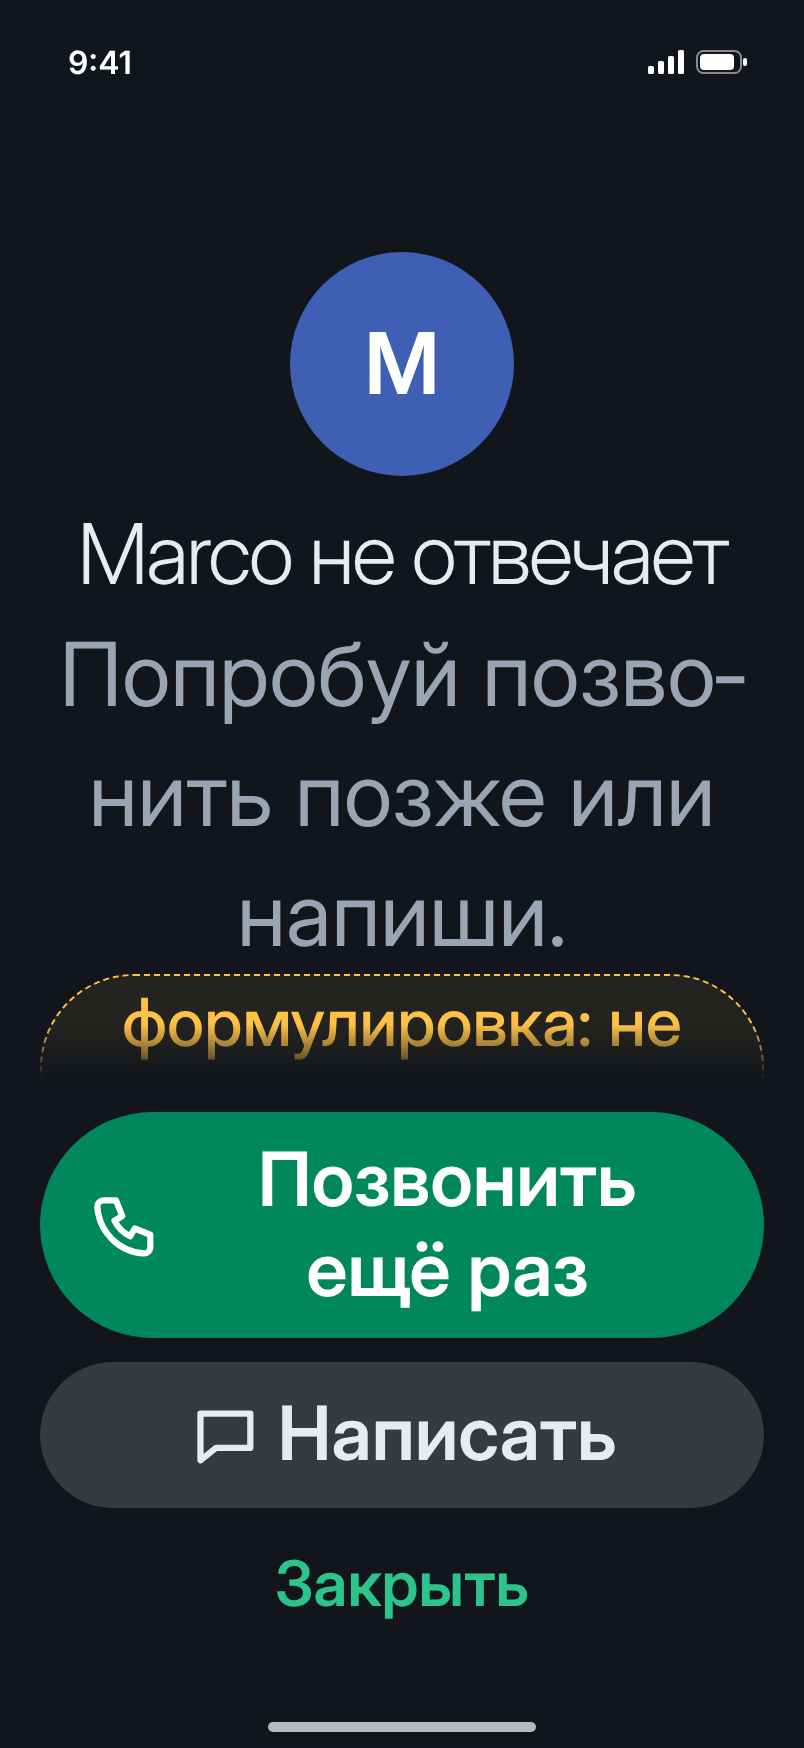 9:41
M
Marco не отвечает
Попробуй позво-
нить позже или
напиши.
формулировка: не
Позвонить
ещё раз
Написать
Закрыть